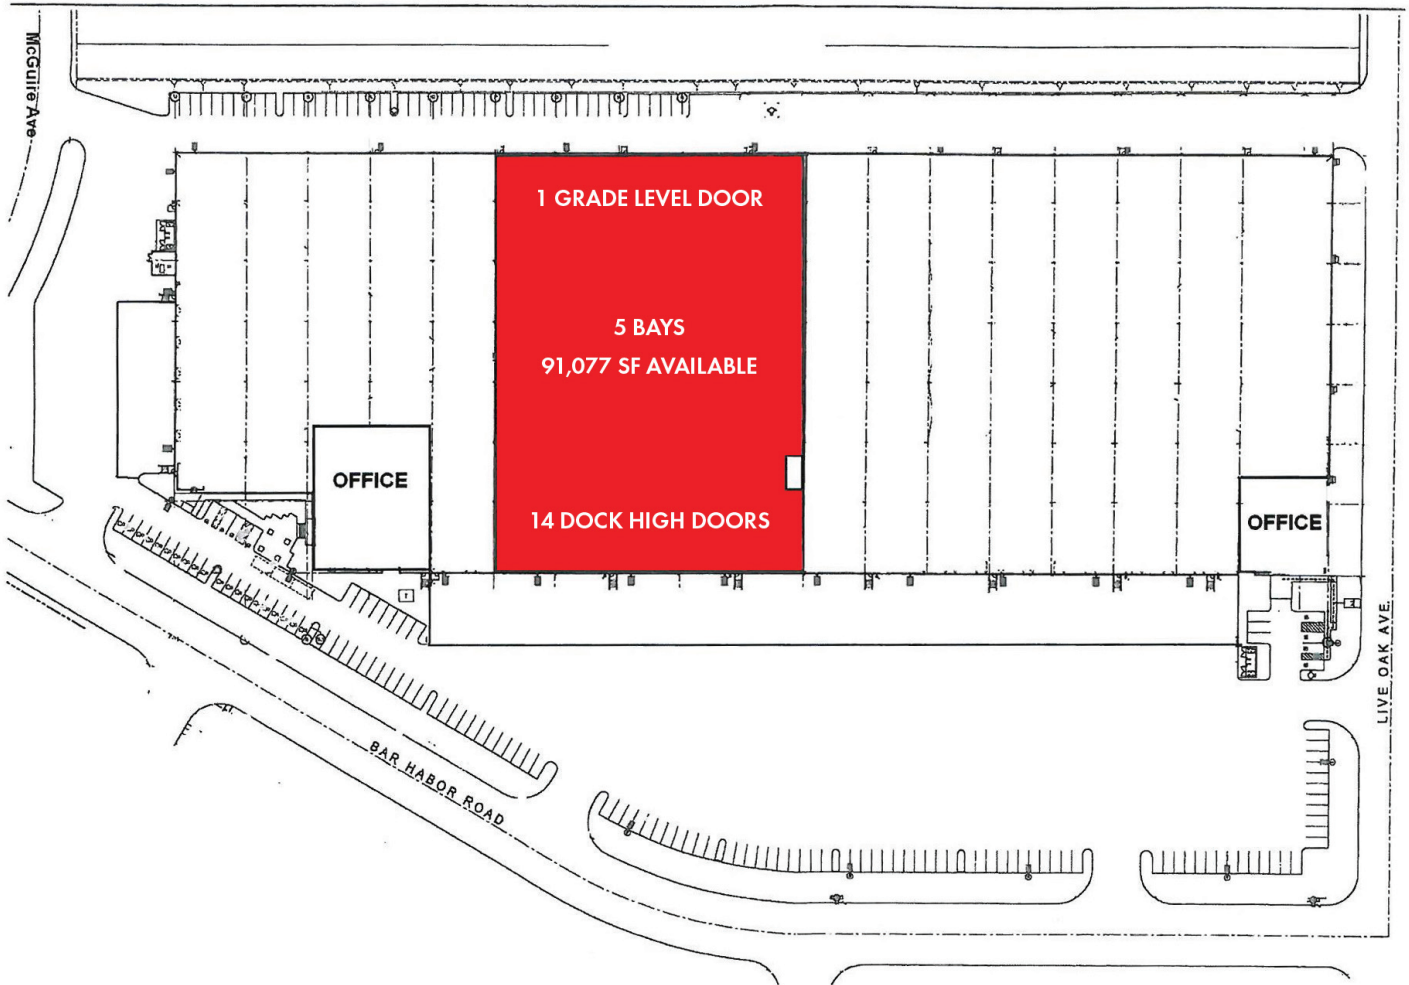 McGuire Ave
1 GRADE LEVEL DOOR
5 BAYS
91,077 SF AVAILABLE
OFFICE
14 DOCK HIGH DOORS
OFFICE
LIVE OAK AVE.
BAR HABOR ROAD